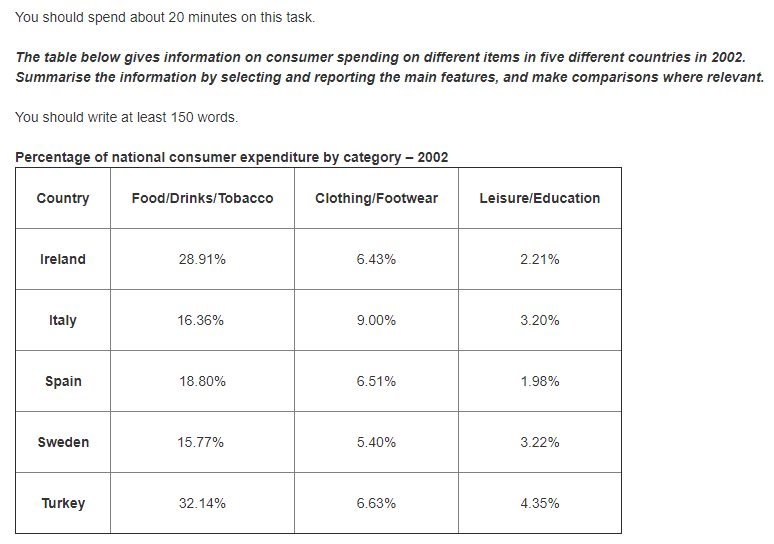 You should spend about 20 minutes on this task.
The table below gives information on consumer spending on different items in five different countries in 2002.
Summarise the information by selecting and reporting the main features, and make comparisons where relevant.
You should write at least 150 words.
Percentage of national consumer expenditure by category – 2002
Country Food/Drinks/Tobacco Clothing/Footwear Leisure/Education
Ireland 28.91% 6.43% 2.21%
Italy 16.36% 9.00% 3.20%
Spain 18.80% 6.51% 1.98%
Sweden 15.77% 5.40% 3.22%
Turkey 32.14% 6.63% 4.35%